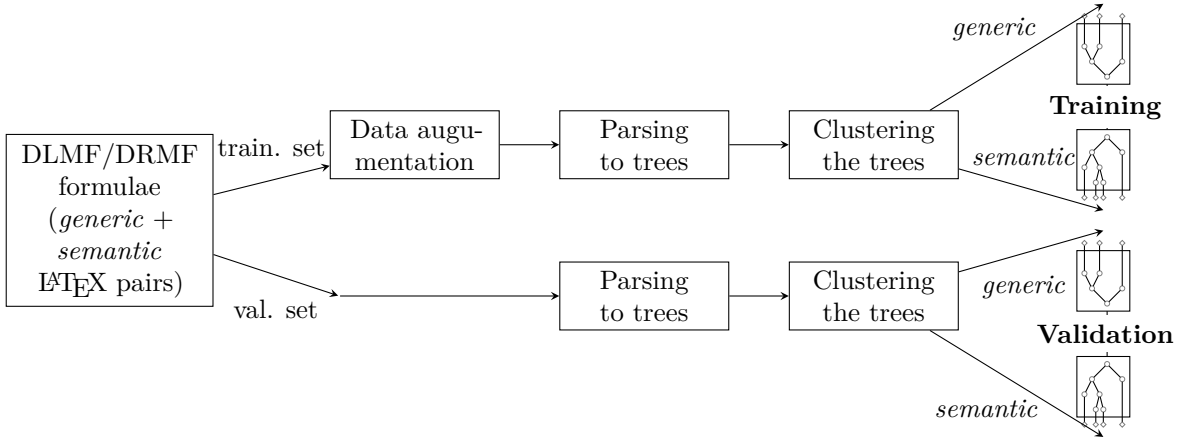 DLMF/DRMF
formulae
(generic +
semantic
LATEX pairs)
train. set
val. set
Data augu-
mentation
Parsing
to trees
Clustering
the trees
generic
semantic
Training
Parsing
to trees
Clustering
the trees
generic
semantic
Validation